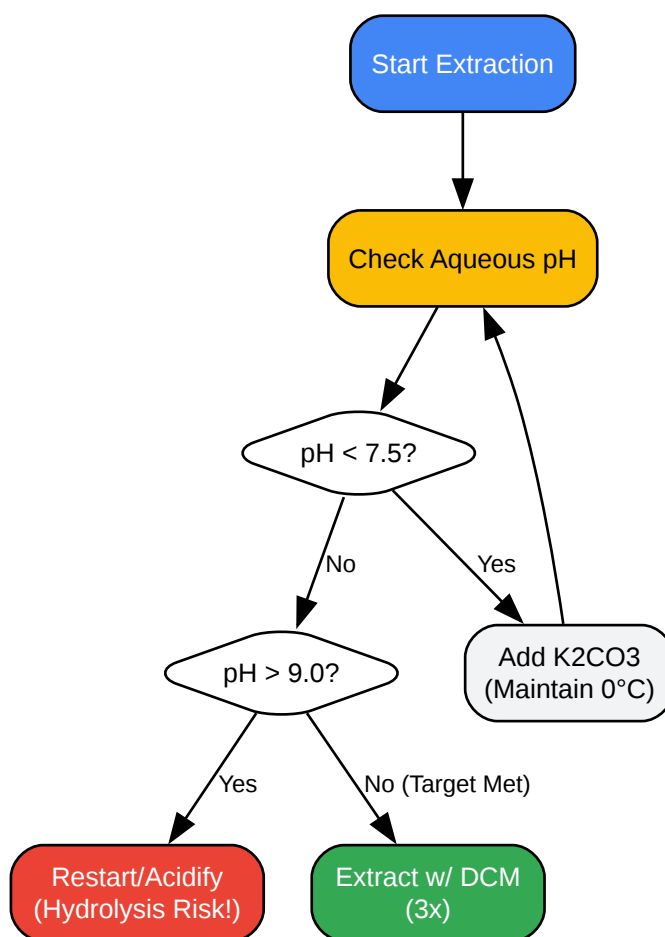 Start Extraction
Check Aqueous pH
pH < 7.5?
No
Yes
pH > 9.0?
Add K2CO3
(Maintain 0°C)
Yes
No (Target Met)
Restart/Acidify
(Hydrolysis Risk!)
Extract w/ DCM
(3x)